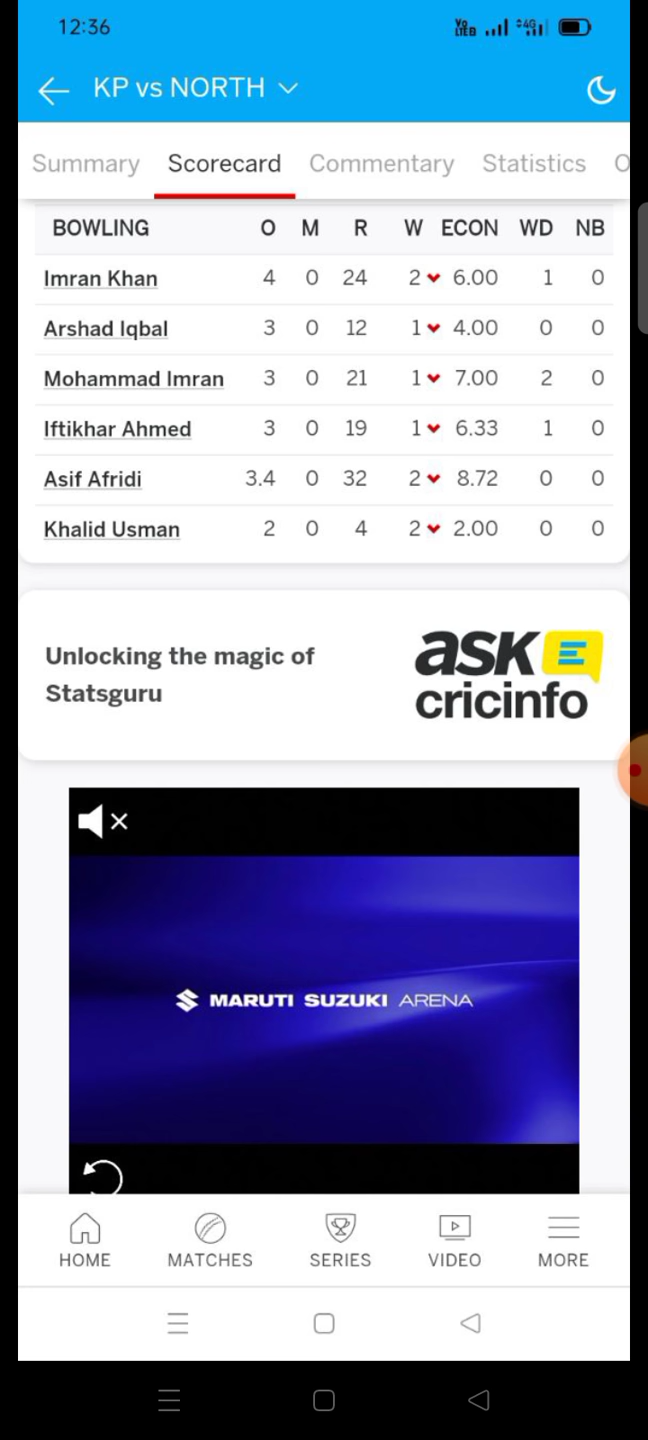 12:36
Vo LTE 4G
KP vs NORTH
Summary Scorecard Commentary Statistics O
BOWLING O M R W ECON WD NB
Imran Khan 4 0 24 2 6.00 1 0
Arshad Iqbal 3 0 12 1 4.00 0 0
Mohammad Imran 3 0 21 1 7.00 2 0
Iftikhar Ahmed 3 0 19 1 6.33 1 0
Asif Afridi 3.4 0 32 2 8.72 0 0
Khalid Usman 2 0 4 2 2.00 0 0
Unlocking the magic of
Statsguru
ASK E
cricinfo
MARUTI SUZUKI ARENA
HOME MATCHES SERIES VIDEO MORE